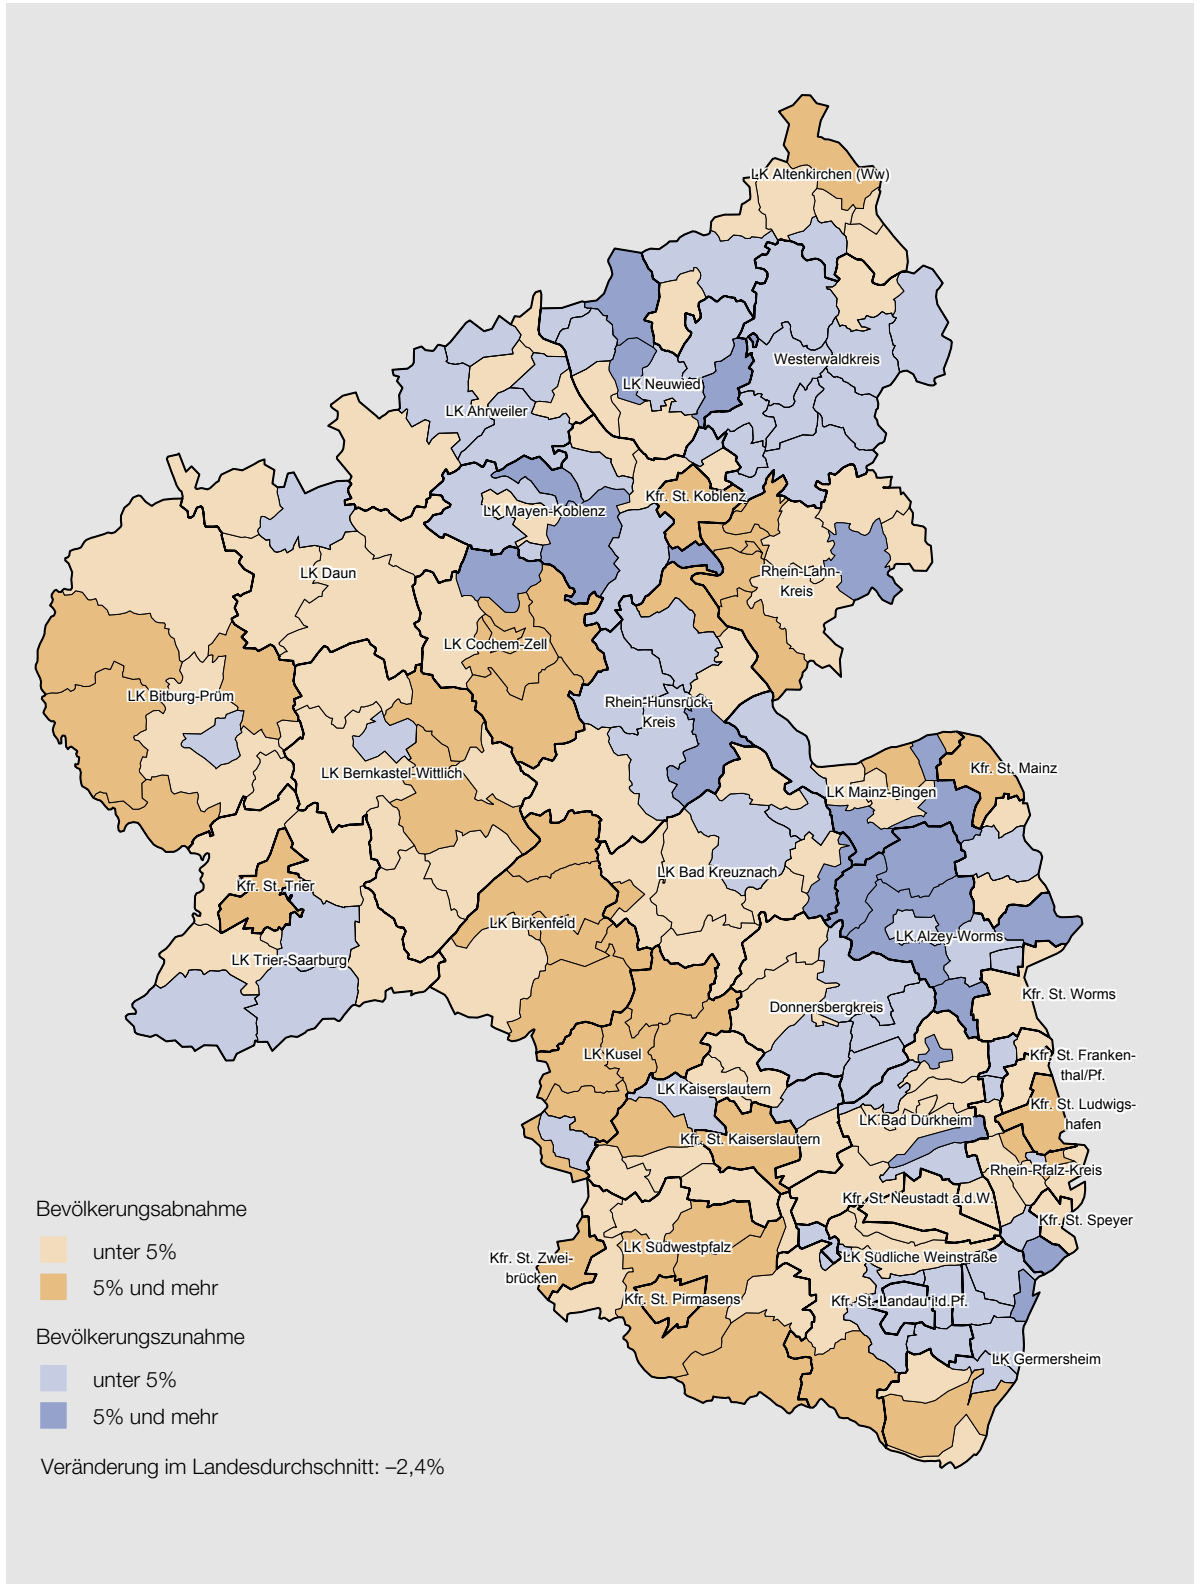 LK Altenkirchen (Ww)
Westerwaldkreis
LK Neuwied
LK Ahrweiler
Kfr. St. Koblenz
LK Mayen-Koblenz
LK Daun
Rhein-Lahn-
Kreis
LK Cochem-Zell
LK Bitburg-Prüm
Rhein-Hunsrück-
Kreis
LK Bernkastel-Wittlich
Kfr. St. Mainz
LK Mainz-Bingen
LK Bad Kreuznach
Kfr. St. Trier
LK Birkenfeld
LK Alzey-Worms
LK Trier-Saarburg
Kfr. St. Worms
Donnersbergkreis
LK Kusel
Kfr. St. Franken-
thal/Pf.
LK Kaiserslautern
Kfr. St. Ludwigs-
hafen
LK Bad Dürkheim
Kfr. St. Kaiserslautern
Rhein-Pfalz-Kreis
Kfr. St. Neustadt a.d.W.
Kfr. St. Speyer
LK Südwestpfalz
LK Südliche Weinstraße
Kfr. St. Zwei-
brücken
Kfr. St. Pirmasens
Kfr. St. Landau i.d.Pf.
LK Germersheim
Bevölkerungsabnahme
unter 5%
5% und mehr
Bevölkerungszunahme
unter 5%
5% und mehr
Veränderung im Landesdurchschnitt: –2,4%